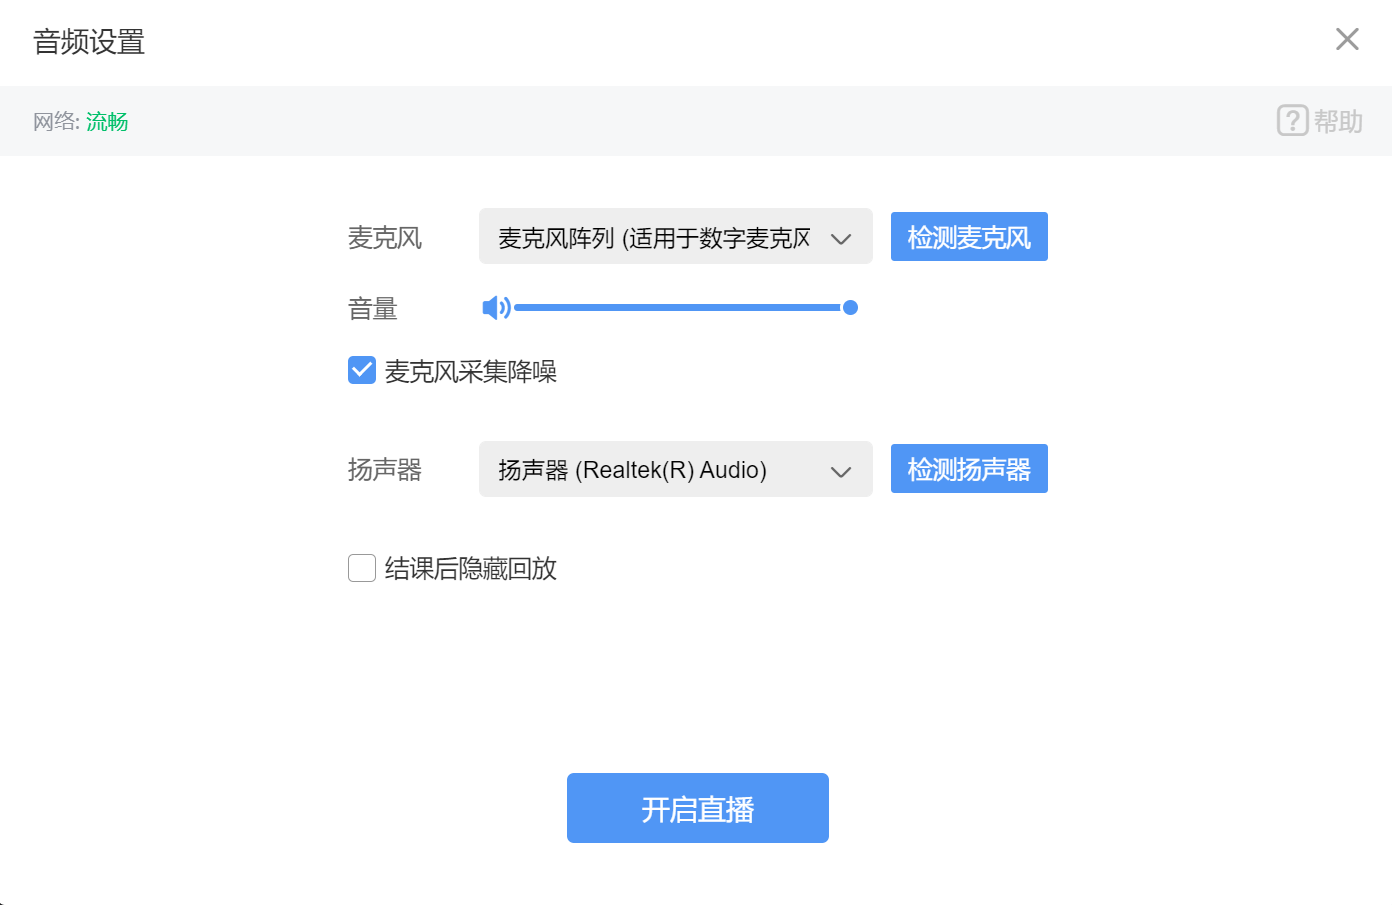 音频设置
网络: 流畅
帮助
麦克风 麦克风阵列 (适用于数字麦克风 检测麦克风
音量
麦克风采集降噪
扬声器 扬声器 (Realtek(R) Audio) 检测扬声器
结课后隐藏回放
开启直播